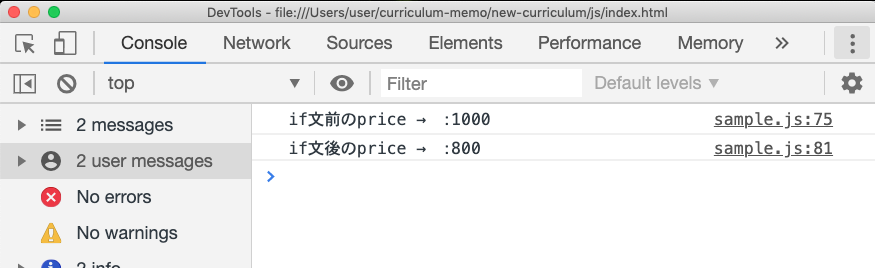 DevTools - file:///Users/user/curriculum-memo/new-curriculum/js/index.html
Console Network Sources Elements Performance Memory »
top ▼ Filter Default levels ▼
▶ 2 messages
▶ 2 user messages
No errors
No warnings
▶ 2 info
if文前のprice → :1000 sample.js:75
if文後のprice → :800 sample.js:81
>